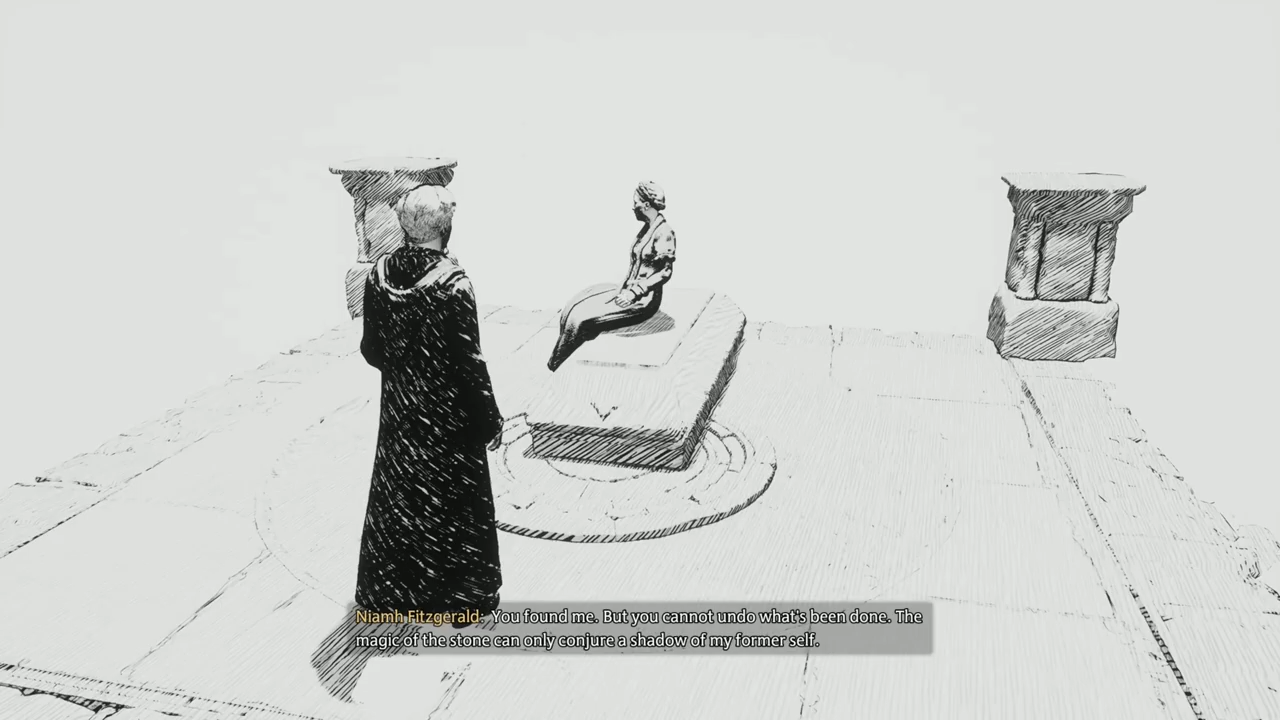 Niamh Fitzgerald: You found me. But you cannot undo what's been done. The
magic of the stone can only conjure a shadow of my former self.